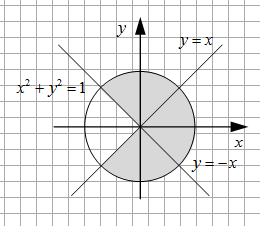 y
y = x
x² + y² = 1
x
y = −x